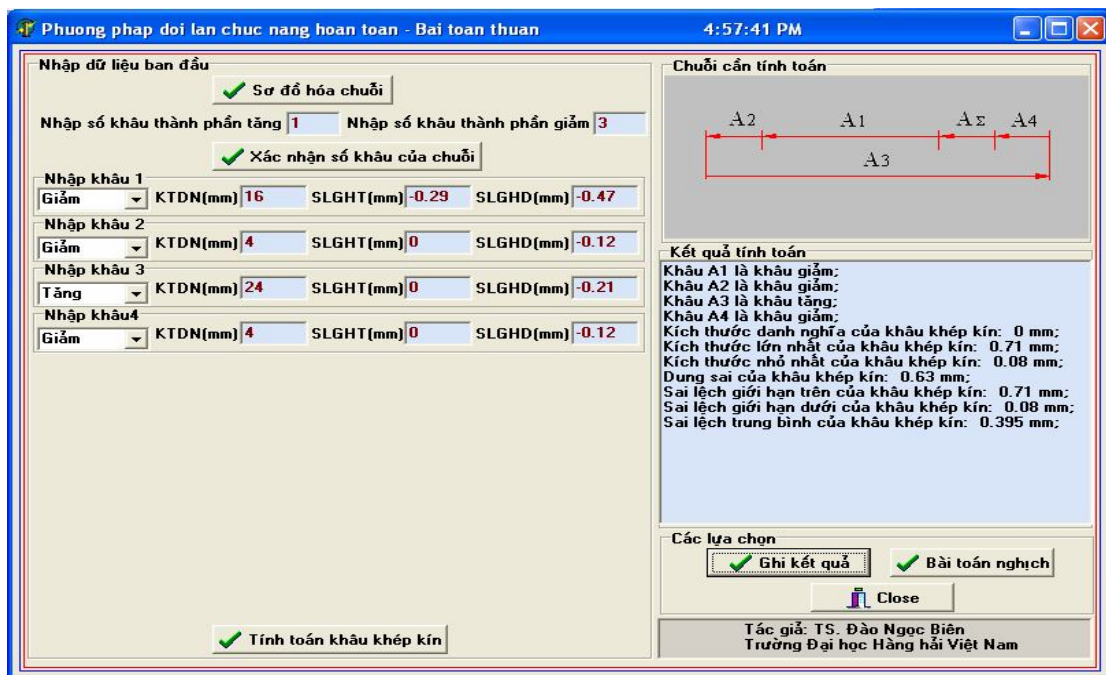 Phuong phap doi lan chuc nang hoan toan - Bai toan thuan 4:57:41 PM
Nhập dữ liệu ban đầu
Sơ đồ hóa chuỗi
Nhập số khâu thành phần tăng 1 Nhập số khâu thành phần giảm 3
Xác nhận số khâu của chuỗi
Nhập khâu 1
Giảm KTDN(mm) 16 SLGHT(mm) -0.29 SLGHD(mm) -0.47
Nhập khâu 2
Giảm KTDN(mm) 4 SLGHT(mm) 0 SLGHD(mm) -0.12
Nhập khâu 3
Tăng KTDN(mm) 24 SLGHT(mm) 0 SLGHD(mm) -0.21
Nhập khâu4
Giảm KTDN(mm) 4 SLGHT(mm) 0 SLGHD(mm) -0.12
Tính toán khâu khép kín
Chuỗi cần tính toán
A2 A1 AΣ A4
A3
Kết quả tính toán
Khâu A1 là khâu giảm;
Khâu A2 là khâu giảm;
Khâu A3 là khâu tăng;
Khâu A4 là khâu giảm;
Kích thước danh nghĩa của khâu khép kín: 0 mm;
Kích thước lớn nhất của khâu khép kín: 0.71 mm;
Kích thước nhỏ nhất của khâu khép kín: 0.08 mm;
Dung sai của khâu khép kín: 0.63 mm;
Sai lệch giới hạn trên của khâu khép kín: 0.71 mm;
Sai lệch giới hạn dưới của khâu khép kín: 0.08 mm;
Sai lệch trung bình của khâu khép kín: 0.395 mm;
Các lựa chọn
Ghi kết quả Bài toán nghịch
Close
Tác giả: TS. Đào Ngọc Biên
Trường Đại học Hàng hải Việt Nam